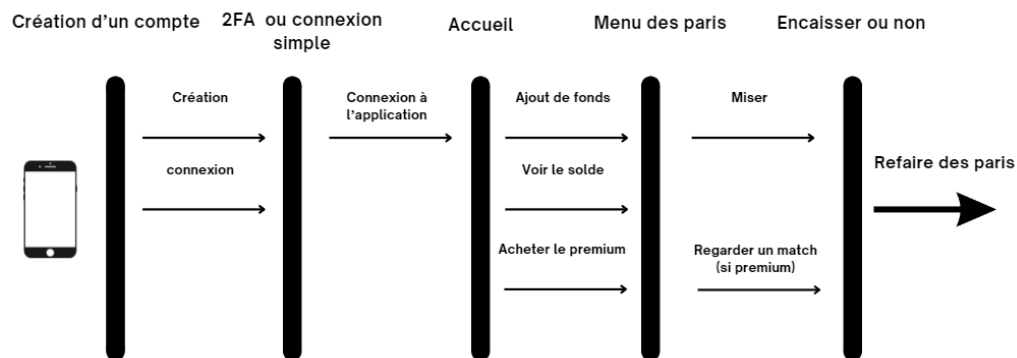 Création d'un compte
2FA ou connexion
simple
Accueil
Menu des paris
Encaisser ou non
Création
Connexion à
l'application
Ajout de fonds
Miser
connexion
Voir le solde
Refaire des paris
Acheter le premium
Regarder un match
(si premium)